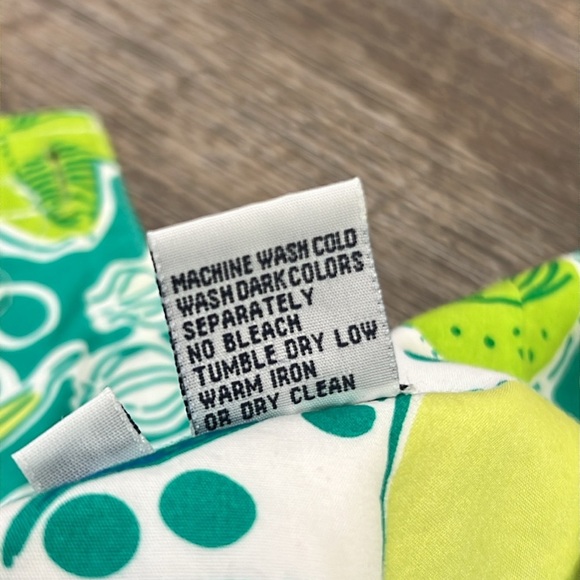 MACHINE WASH COLD
WASH DARK COLORS
SEPARATELY
NO BLEACH
TUMBLE DRY LOW
WARM IRON
OR DRY CLEAN